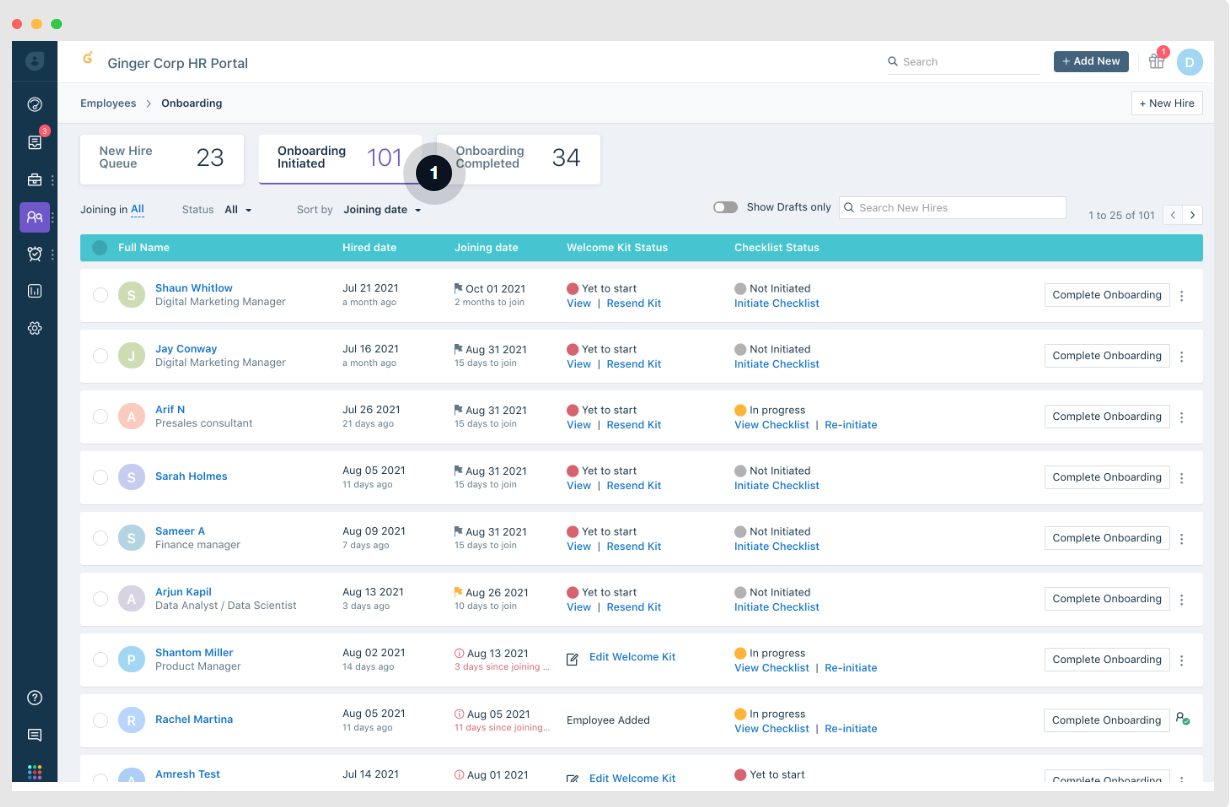 Ginger Corp HR Portal
Search
+ Add New
1
D
Employees > Onboarding
+ New Hire
3
New Hire Queue 23
Onboarding Initiated 101
1
Onboarding Completed 34
Joining in All
Status All
Sort by Joining date
Show Drafts only
Search New Hires
1 to 25 of 101
Full Name Hired date Joining date Welcome Kit Status Checklist Status
S
Shaun Whitlow Jul 21 2021 Oct 01 2021 Yet to start Not Initiated
Digital Marketing Manager a month ago 2 months to join View | Resend Kit Initiate Checklist
Complete Onboarding
J
Jay Conway Jul 16 2021 Aug 31 2021 Yet to start Not Initiated
Digital Marketing Manager a month ago 15 days to join View | Resend Kit Initiate Checklist
Complete Onboarding
A
Arif N Jul 26 2021 Aug 31 2021 Yet to start In progress
Presales consultant 21 days ago 15 days to join View | Resend Kit View Checklist | Re-initiate
Complete Onboarding
S
Sarah Holmes Aug 05 2021 Aug 31 2021 Yet to start Not Initiated
11 days ago 15 days to join View | Resend Kit Initiate Checklist
Complete Onboarding
S
Sameer A Aug 09 2021 Aug 31 2021 Yet to start Not Initiated
Finance manager 7 days ago 15 days to join View | Resend Kit Initiate Checklist
Complete Onboarding
A
Arjun Kapil Aug 13 2021 Aug 26 2021 Yet to start Not Initiated
Data Analyst / Data Scientist 3 days ago 10 days to join View | Resend Kit Initiate Checklist
Complete Onboarding
P
Shantom Miller Aug 02 2021 Aug 13 2021 Edit Welcome Kit In progress
Product Manager 14 days ago 3 days since joining ... View Checklist | Re-initiate
Complete Onboarding
R
Rachel Martina Aug 05 2021 Aug 05 2021 Employee Added In progress
11 days ago 11 days since joining... View Checklist | Re-initiate
Complete Onboarding
A
Amresh Test Jul 14 2021 Aug 01 2021 Edit Welcome Kit Yet to start
Complete Onboarding